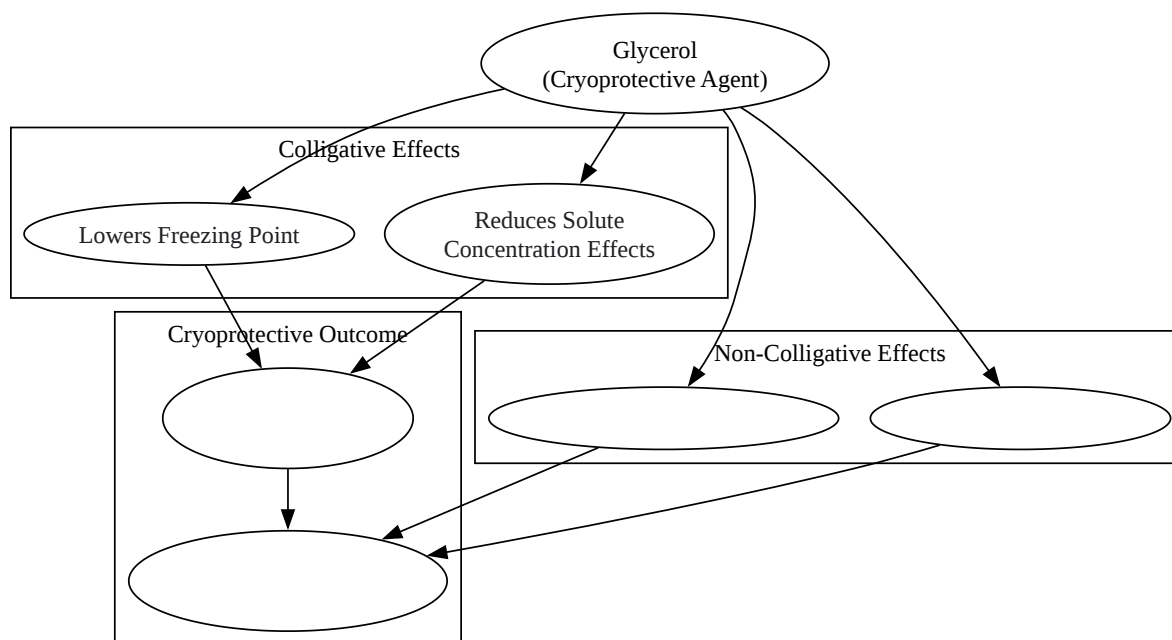 Glycerol
(Cryoprotective Agent)
Colligative Effects
Lowers Freezing Point
Reduces Solute
Concentration Effects
Cryoprotective Outcome
Non-Colligative Effects